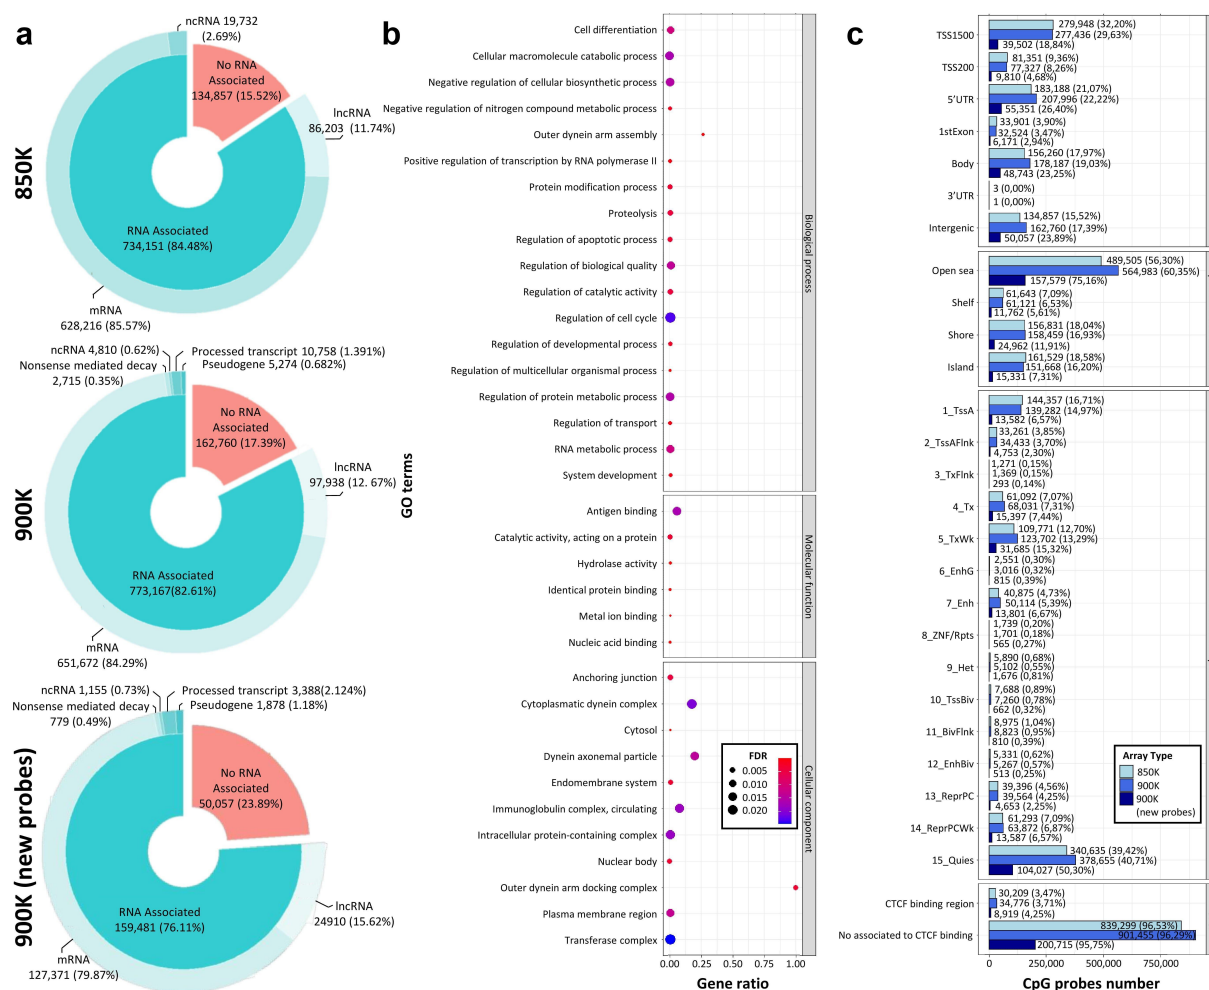 a
850K
ncRNA 19,732
(2.69%)
No RNA
Associated
134,857 (15.52%)
lncRNA
86,203 (11.74%)
RNA Associated
734,151 (84.48%)
mRNA
628,216 (85.57%)
900K
ncRNA 4,810 (0.62%)
Nonsense mediated decay
2,715 (0.35%)
Processed transcript 10,758 (1.391%)
Pseudogene 5,274 (0.682%)
No RNA
Associated
162,760 (17.39%)
lncRNA
97,938 (12. 67%)
RNA Associated
773,167(82.61%)
mRNA
651,672 (84.29%)
900K (new probes)
ncRNA 1,155 (0.73%)
Nonsense mediated decay
779 (0.49%)
Processed transcript 3,388(2.124%)
Pseudogene 1,878 (1.18%)
No RNA
Associated
50,057 (23.89%)
lncRNA
24910 (15.62%)
RNA Associated
159,481 (76.11%)
mRNA
127,371 (79.87%)
b
GO terms
Cell differentiation
Cellular macromolecule catabolic process
Negative regulation of cellular biosynthetic process
Negative regulation of nitrogen compound metabolic process
Outer dynein arm assembly
Positive regulation of transcription by RNA polymerase II
Protein modification process
Proteolysis
Regulation of apoptotic process
Regulation of biological quality
Regulation of catalytic activity
Regulation of cell cycle
Regulation of developmental process
Regulation of multicellular organismal process
Regulation of protein metabolic process
Regulation of transport
RNA metabolic process
System development
Biological process
Antigen binding
Catalytic activity, acting on a protein
Hydrolase activity
Identical protein binding
Metal ion binding
Nucleic acid binding
Molecular function
Anchoring junction
Cytoplasmatic dynein complex
Cytosol
Dynein axonemal particle
Endomembrane system
Immunoglobulin complex, circulating
Intracellular protein-containing complex
Nuclear body
Outer dynein arm docking complex
Plasma membrane region
Transferase complex
Cellular component
FDR
0.005
0.010
0.015
0.020
0.00 0.25 0.50 0.75 1.00
Gene ratio
c
TSS1500
279,948 (32,20%)
277,436 (29,63%)
39,502 (18,84%)
TSS200
81,351 (9,36%)
77,327 (8,26%)
9,810 (4,68%)
5'UTR
183,188 (21,07%)
207,996 (22,22%)
55,351 (26,40%)
1stExon
33,901 (3,90%)
32,524 (3,47%)
6,171 (2,94%)
Body
156,260 (17,97%)
178,187 (19,03%)
48,743 (23,25%)
3'UTR
3 (0,00%)
1 (0,00%)
Intergenic
134,857 (15,52%)
162,760 (17,39%)
50,057 (23,89%)
Open sea
489,505 (56,30%)
564,983 (60,35%)
157,579 (75,16%)
Shelf
61,643 (7,09%)
61,121 (6,53%)
11,762 (5,61%)
Shore
156,831 (18,04%)
158,459 (16,93%)
24,962 (11,91%)
Island
161,529 (18,58%)
151,668 (16,20%)
15,331 (7,31%)
1_TssA
144,357 (16,71%)
139,282 (14,97%)
13,582 (6,57%)
2_TssAFlnk
33,261 (3,85%)
34,433 (3,70%)
4,753 (2,30%)
3_TxFlnk
1,271 (0,15%)
1,369 (0,15%)
293 (0,14%)
4_Tx
61,092 (7,07%)
68,031 (7,31%)
15,397 (7,44%)
5_TxWk
109,771 (12,70%)
123,702 (13,29%)
31,685 (15,32%)
6_EnhG
2,551 (0,30%)
3,016 (0,32%)
815 (0,39%)
7_Enh
40,875 (4,73%)
50,114 (5,39%)
13,801 (6,67%)
8_ZNF/Rpts
1,739 (0,20%)
1,701 (0,18%)
565 (0,27%)
9_Het
5,890 (0,68%)
5,102 (0,55%)
1,676 (0,81%)
10_TssBiv
7,688 (0,89%)
7,260 (0,78%)
662 (0,32%)
11_BivFlnk
8,975 (1,04%)
8,823 (0,95%)
810 (0,39%)
12_EnhBiv
5,331 (0,62%)
5,267 (0,57%)
513 (0,25%)
13_ReprPC
39,396 (4,56%)
39,564 (4,25%)
4,653 (2,25%)
14_ReprPCWk
61,293 (7,09%)
63,872 (6,87%)
13,587 (6,57%)
15_Quies
340,635 (39,42%)
378,655 (40,71%)
104,027 (50,30%)
Array Type
850K
900K
900K
(new probes)
CTCF binding region
30,209 (3,47%)
34,776 (3,71%)
8,919 (4,25%)
No associated to CTCF binding
839,299 (96,53%)
901,455 (96,29%)
200,715 (95,75%)
0 250,000 500,000 750,000
CpG probes number